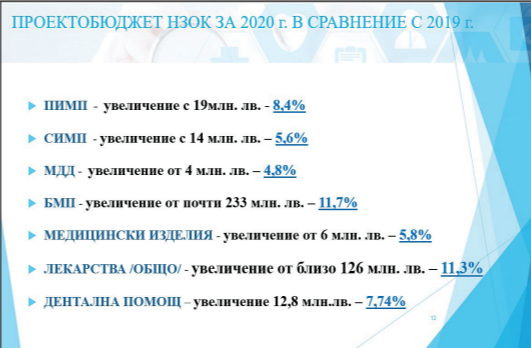 ПРОЕКТОБЮДЖЕТ НЗОК ЗА 2020 г. В СРАВНЕНИЕ С 2019 г.
ПИМП - увеличение с 19млн. лв. - 8,4%
СИМП - увеличение с 14 млн. лв. – 5,6%
МДД - увеличение от 4 млн. лв. – 4,8%
БМП - увеличение от почти 233 млн. лв. – 11,7%
МЕДИЦИНСКИ ИЗДЕЛИЯ - увеличение от 6 млн. лв. – 5,8%
ЛЕКАРСТВА /ОБЩО/ - увеличение от близо 126 млн. лв. – 11,3%
ДЕНТАЛНА ПОМОЩ – увеличение 12,8 млн.лв. – 7,74%
12